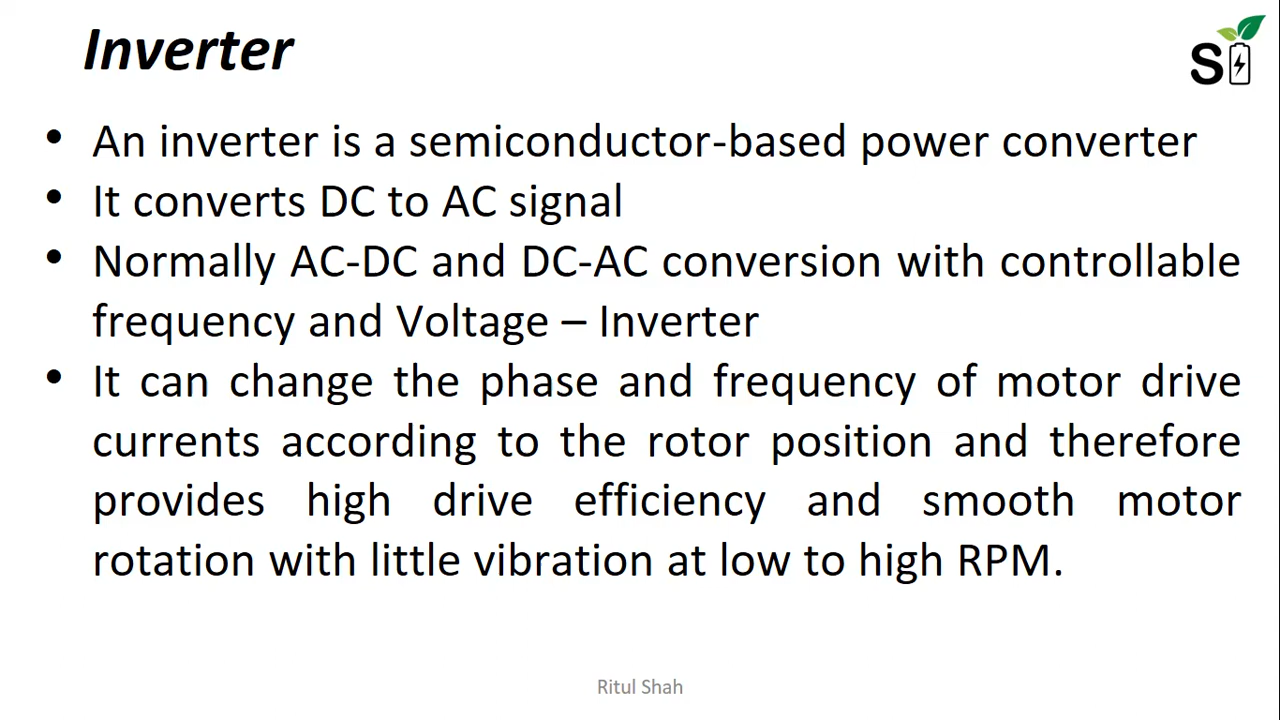 Inverter
S
• An inverter is a semiconductor-based power converter
• It converts DC to AC signal
• Normally AC-DC and DC-AC conversion with controllable
frequency and Voltage – Inverter
• It can change the phase and frequency of motor drive
currents according to the rotor position and therefore
provides high drive efficiency and smooth motor
rotation with little vibration at low to high RPM.
Ritul Shah